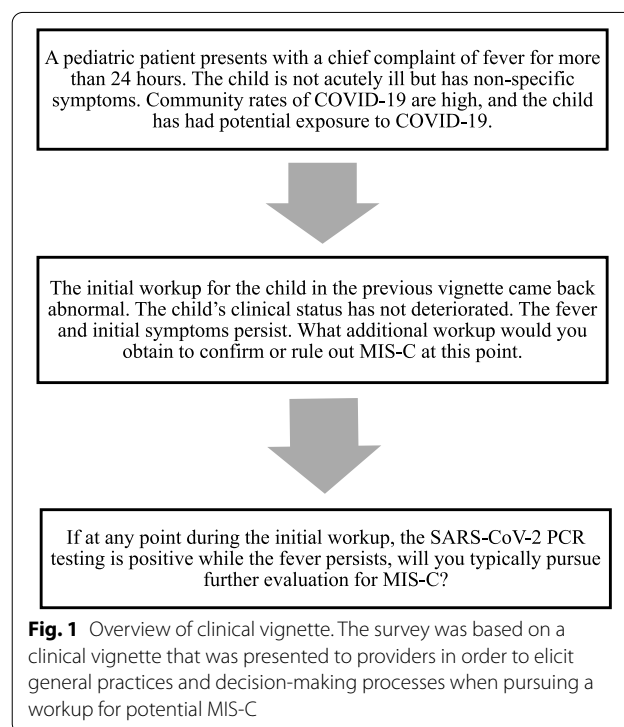 A pediatric patient presents with a chief complaint of fever for more
than 24 hours. The child is not acutely ill but has non-specific
symptoms. Community rates of COVID-19 are high, and the child
has had potential exposure to COVID-19.
The initial workup for the child in the previous vignette came back
abnormal. The child's clinical status has not deteriorated. The fever
and initial symptoms persist. What additional workup would you
obtain to confirm or rule out MIS-C at this point.
If at any point during the initial workup, the SARS-CoV-2 PCR
testing is positive while the fever persists, will you typically pursue
further evaluation for MIS-C?
Fig. 1 Overview of clinical vignette. The survey was based on a
clinical vignette that was presented to providers in order to elicit
general practices and decision-making processes when pursuing a
workup for potential MIS-C